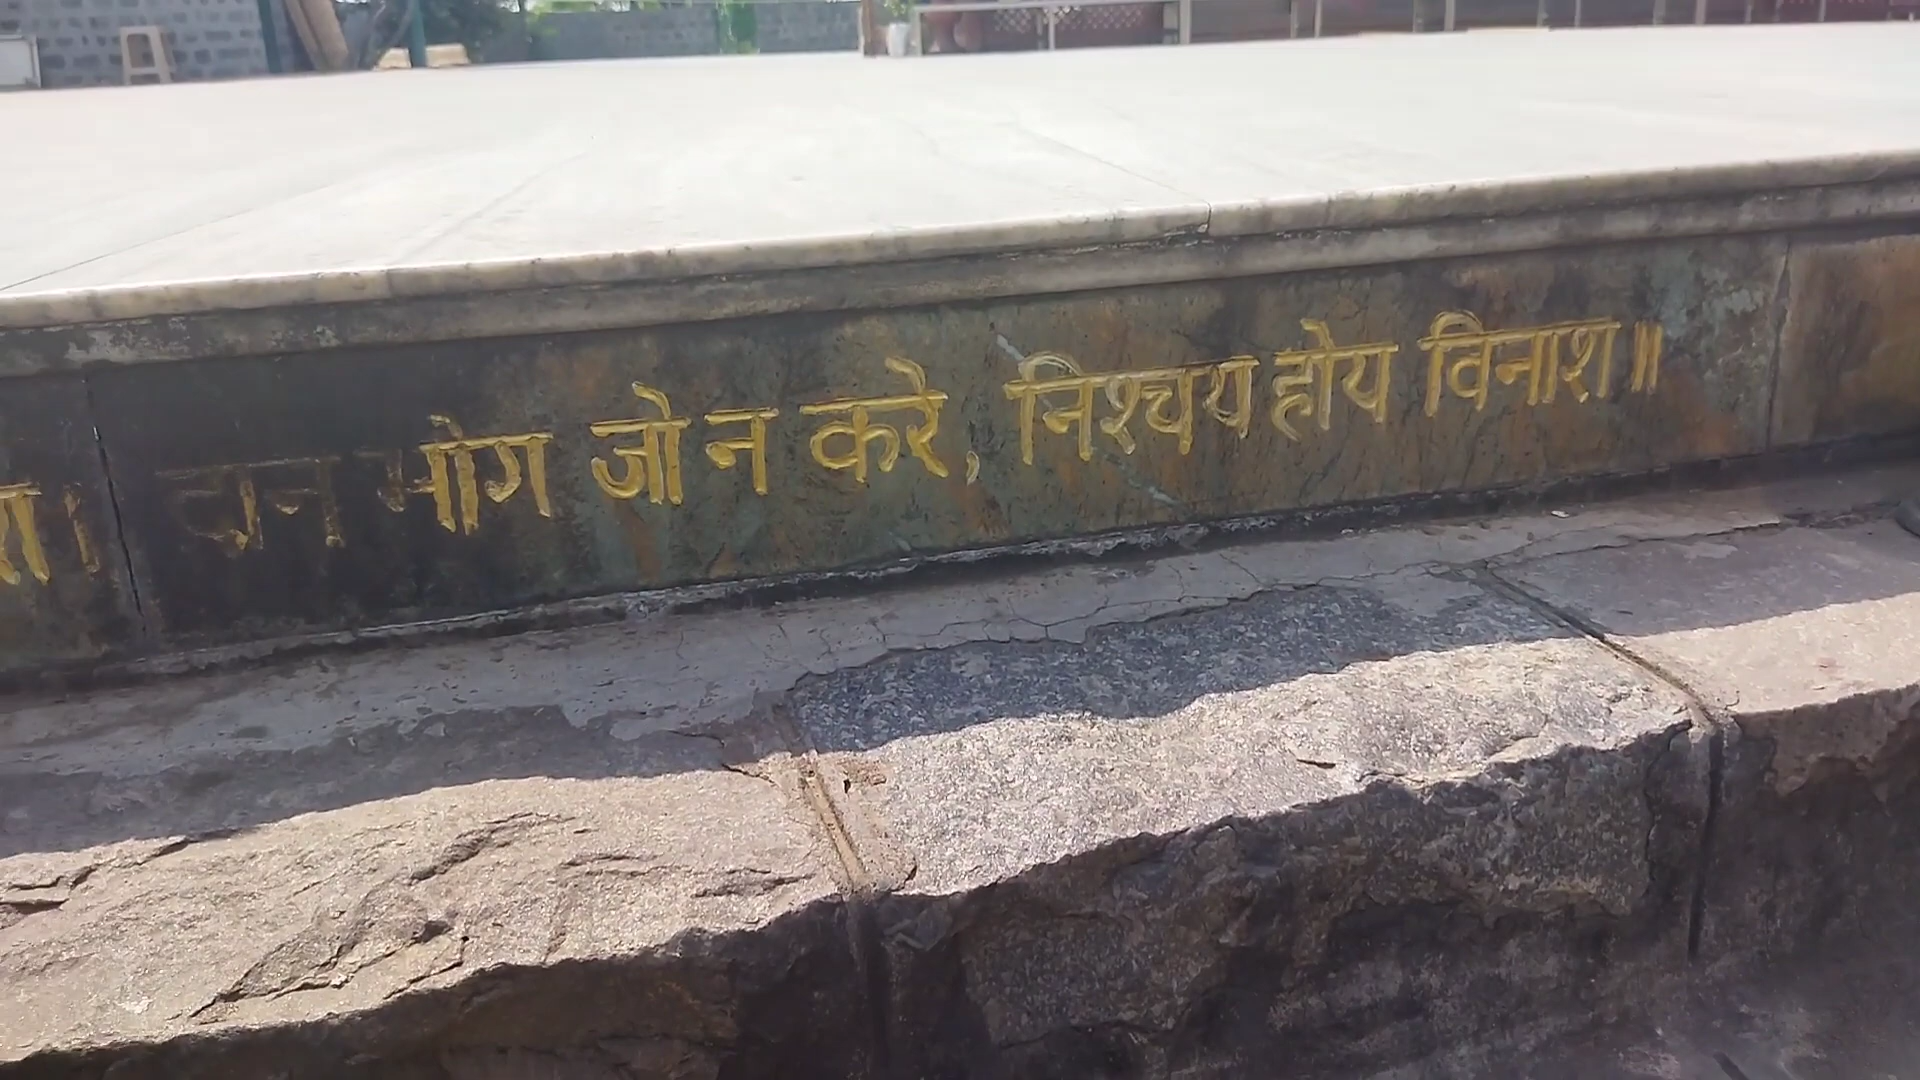 दान भोग जो न करे, निश्चय होय विनाश॥